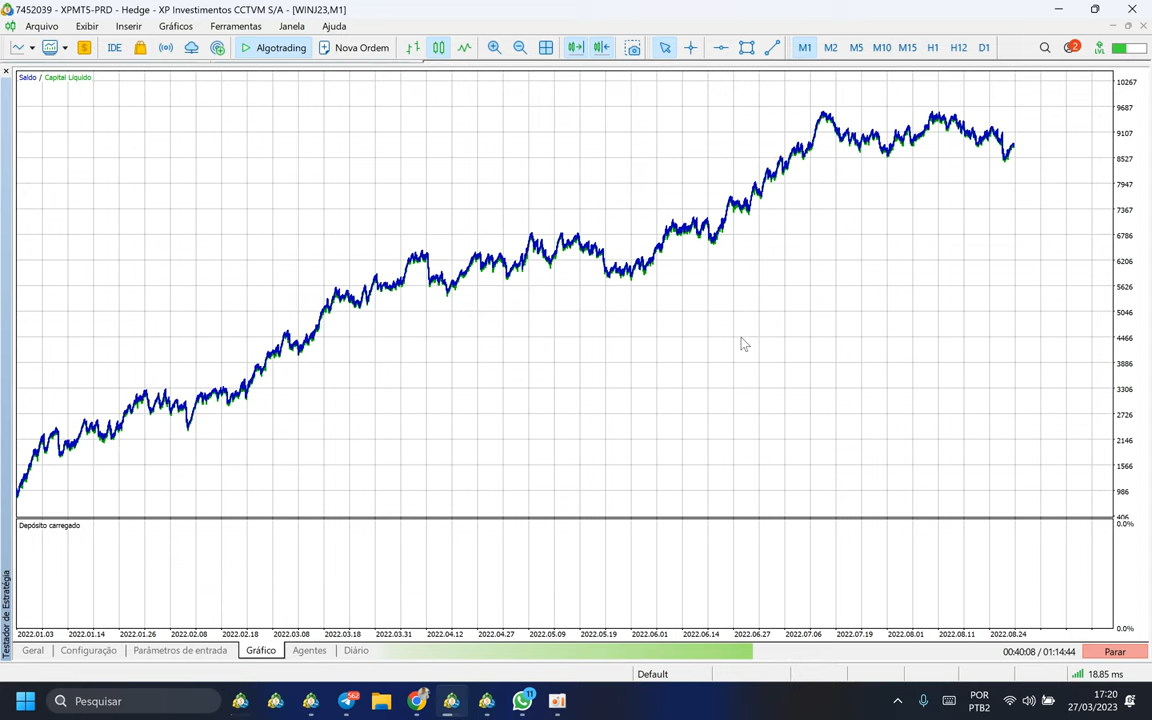 7452039 - XPMT5-PRD - Hedge - XP Investimentos CCTVM S/A - [WINJ23,M1]
Arquivo Exibir Inserir Gráficos Ferramentas Janela Ajuda
IDE Algotrading Nova Ordem M1 M2 M5 M10 M15 H1 H12 D1 2 LVL
Saldo / Capital Líquido
10267
9687
9107
8527
7947
7367
6786
6206
5626
5046
4466
3886
3306
2726
2146
1566
986
406
Depósito carregado
0.0%
0.0%
2022.01.03 2022.01.14 2022.01.26 2022.02.08 2022.02.18 2022.03.08 2022.03.18 2022.03.31 2022.04.12 2022.04.27 2022.05.09 2022.05.19 2022.06.01 2022.06.14 2022.06.27 2022.07.06 2022.07.19 2022.08.01 2022.08.11 2022.08.24
Testador de Estratégia
Geral Configuração Parâmetros de entrada Gráfico Agentes Diário 00:40:08 / 01:14:44 Parar
Default 18.85 ms
Pesquisar 562 11 POR 17:20
PTB2 27/03/2023